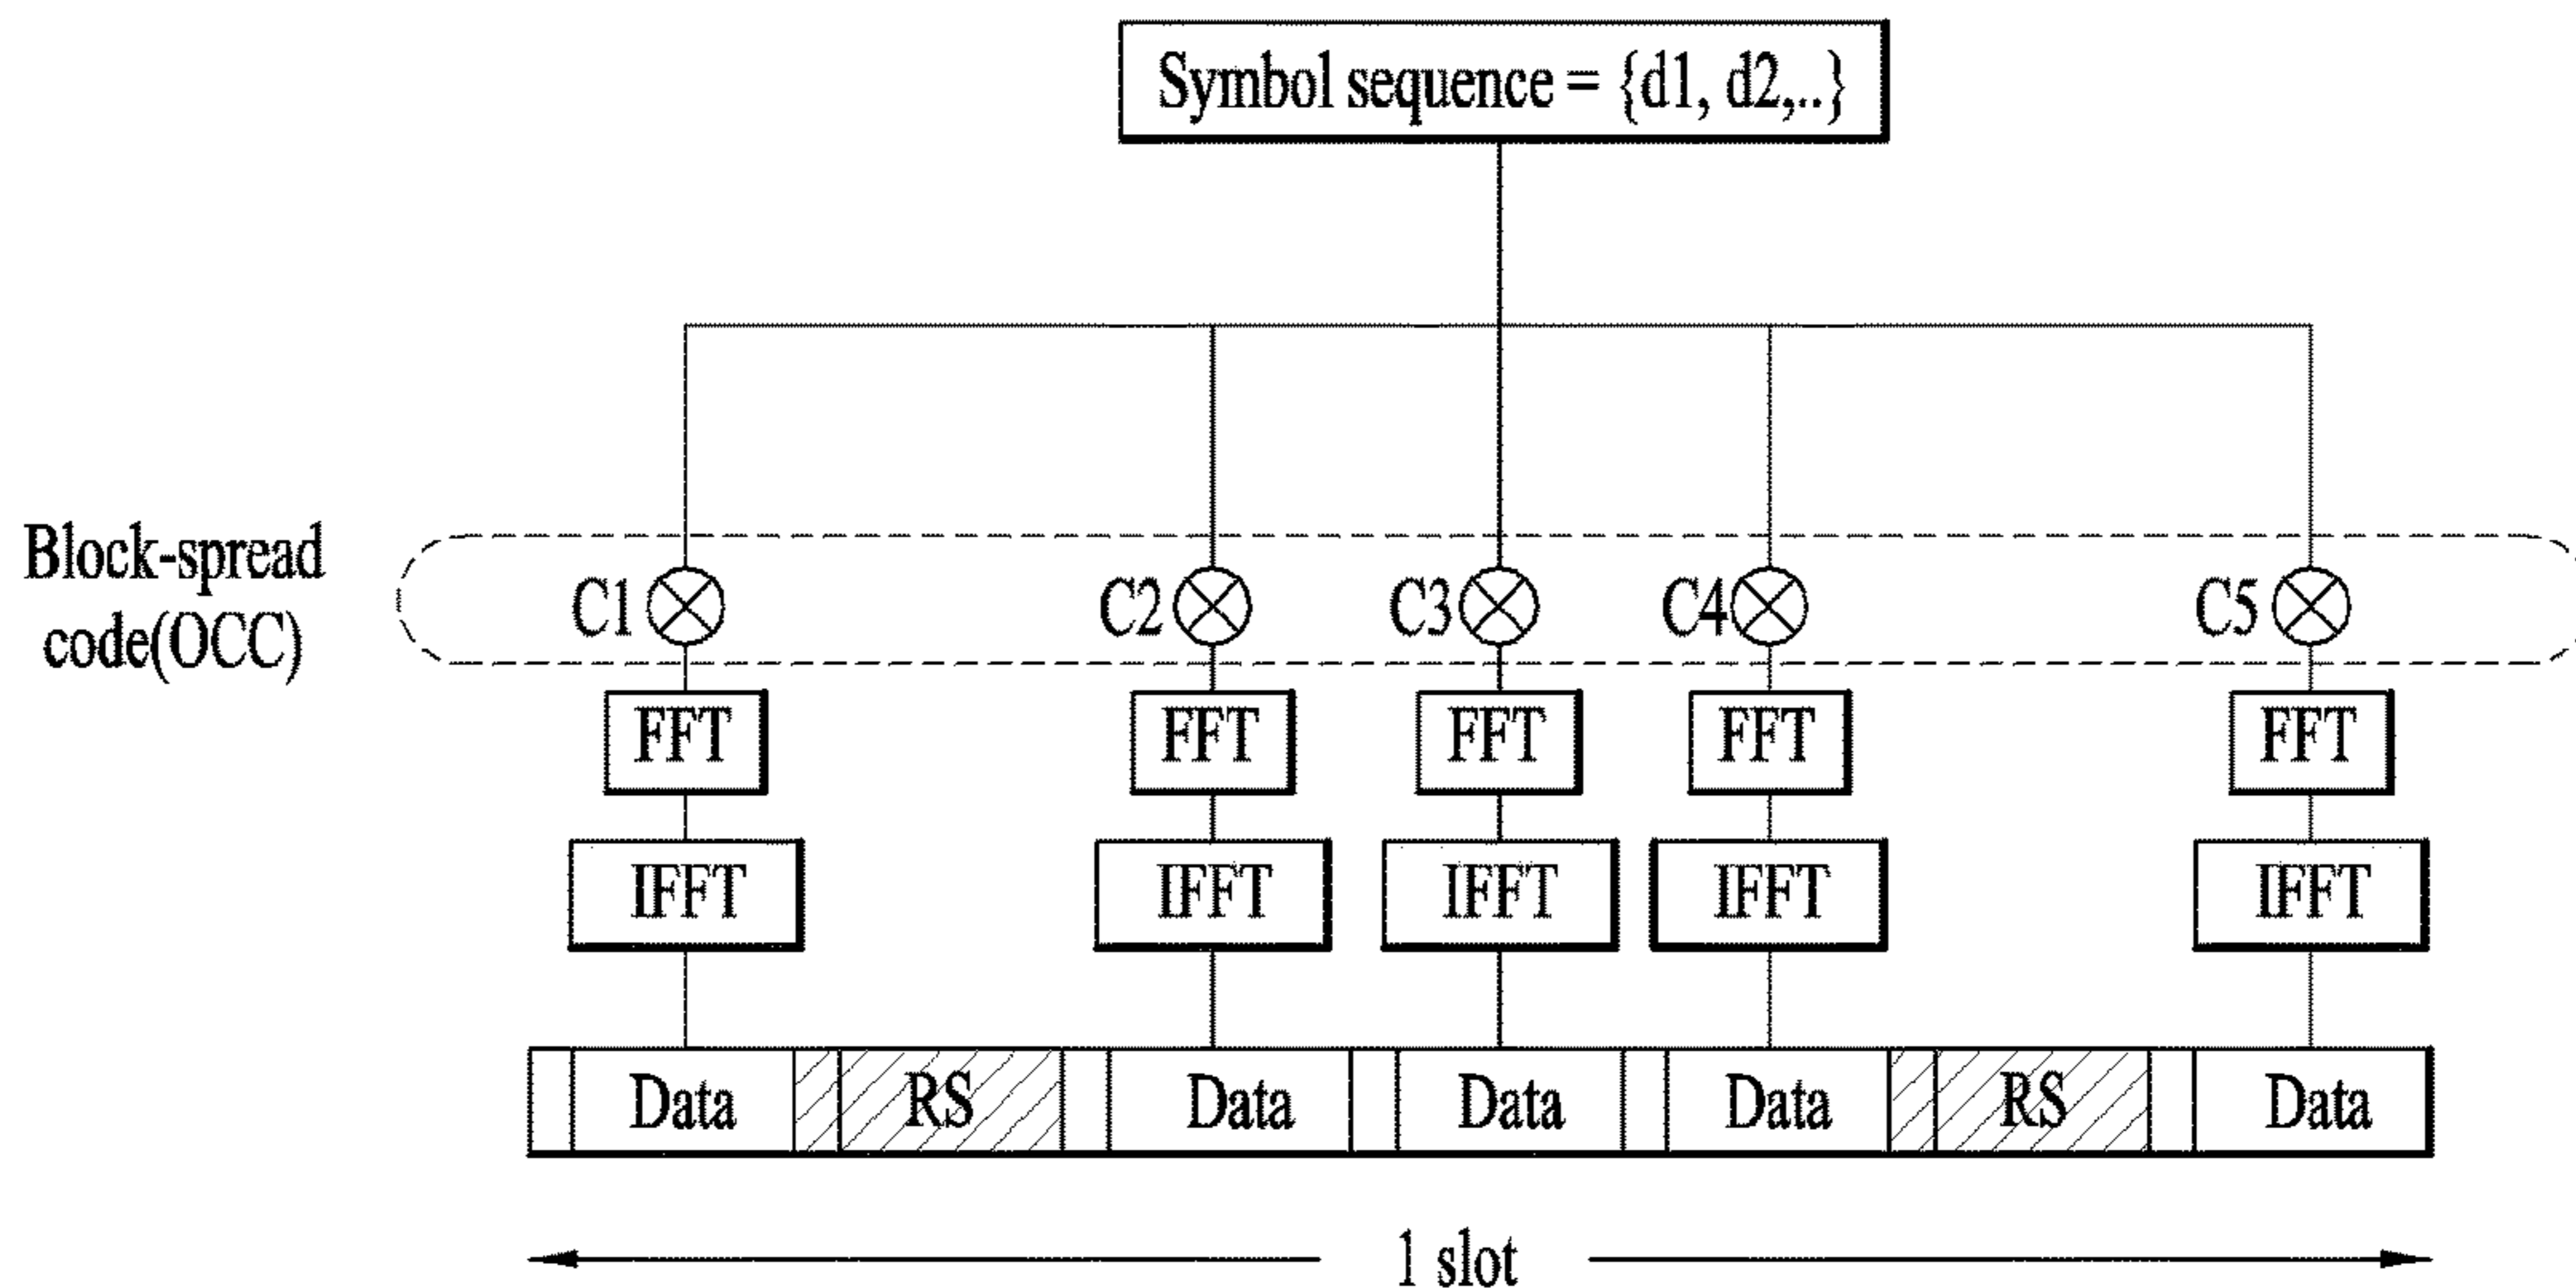 Symbol sequence = {d1, d2,..}
Block-spread
code(OCC)
C1 C2 C3 C4 C5
FFT FFT FFT FFT FFT
IFFT IFFT IFFT IFFT IFFT
Data RS Data Data Data RS Data
1 slot